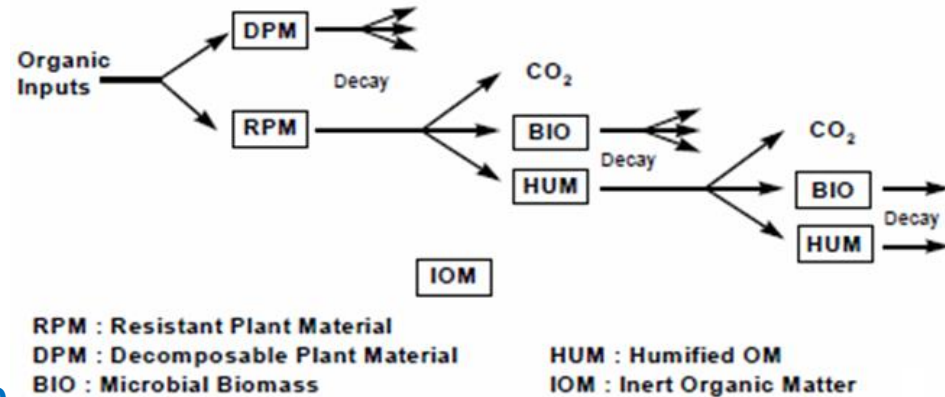 DPM
Organic
Inputs
Decay
CO₂
RPM
BIO
Decay
CO₂
HUM
BIO
Decay
HUM
IOM
RPM : Resistant Plant Material
DPM : Decomposable Plant Material
HUM : Humified OM
BIO : Microbial Biomass
IOM : Inert Organic Matter